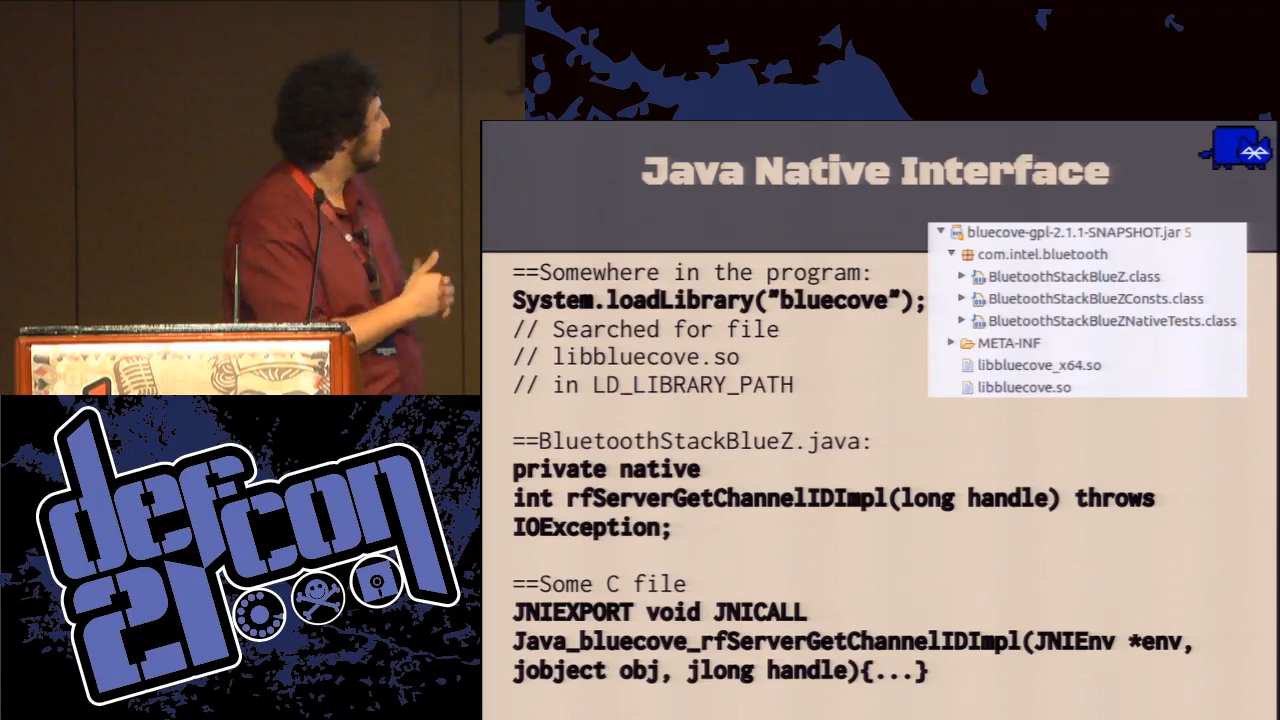 Java Native Interface
bluecove-gpl-2.1.1-SNAPSHOT.jar 5
com.intel.bluetooth
BluetoothStackBlueZ.class
BluetoothStackBlueZConsts.class
BluetoothStackBlueZNativeTests.class
META-INF
libbluecove_x64.so
libbluecove.so
==Somewhere in the program:
System.loadLibrary("bluecove");
// Searched for file
// libbluecove.so
// in LD_LIBRARY_PATH
==BluetoothStackBlueZ.java:
private native
int rfServerGetChannelIDImpl(long handle) throws
IOException;
==Some C file
JNIEXPORT void JNICALL
Java_bluecove_rfServerGetChannelIDImpl(JNIEnv *env,
jobject obj, jlong handle){...}
defcon
21